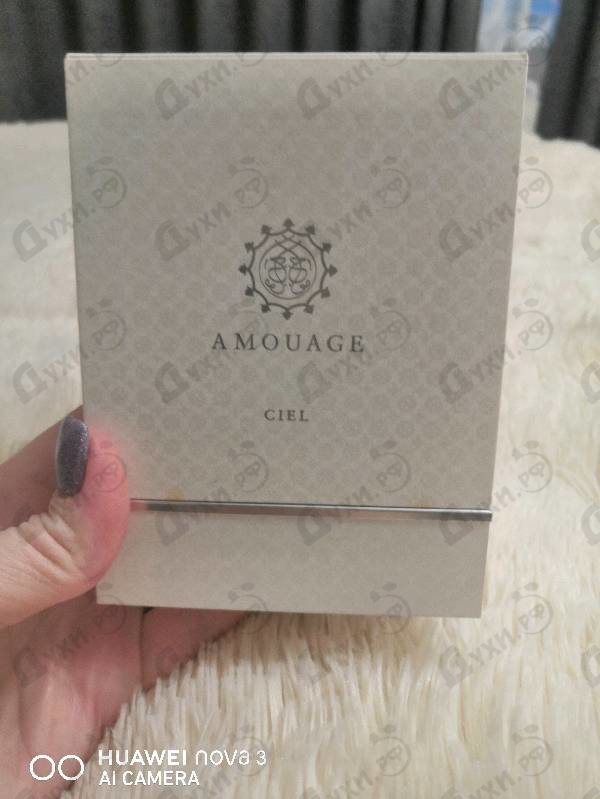 AMOUAGE
CIEL
Духи.рф
HUAWEI nova 3
AI CAMERA